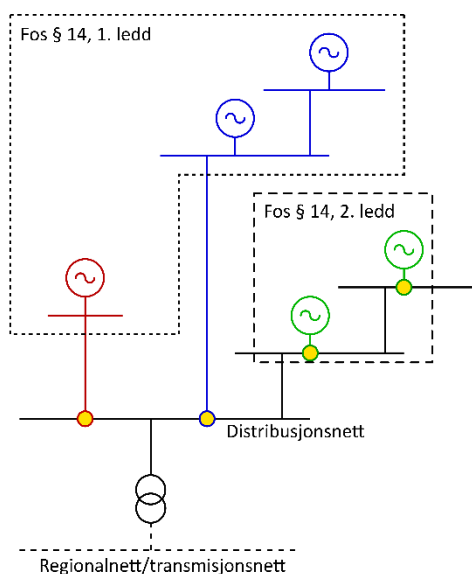 Fos § 14, 1. ledd
Fos § 14, 2. ledd
Distribusjonsnett
Regionalnett/transmisjonsnett